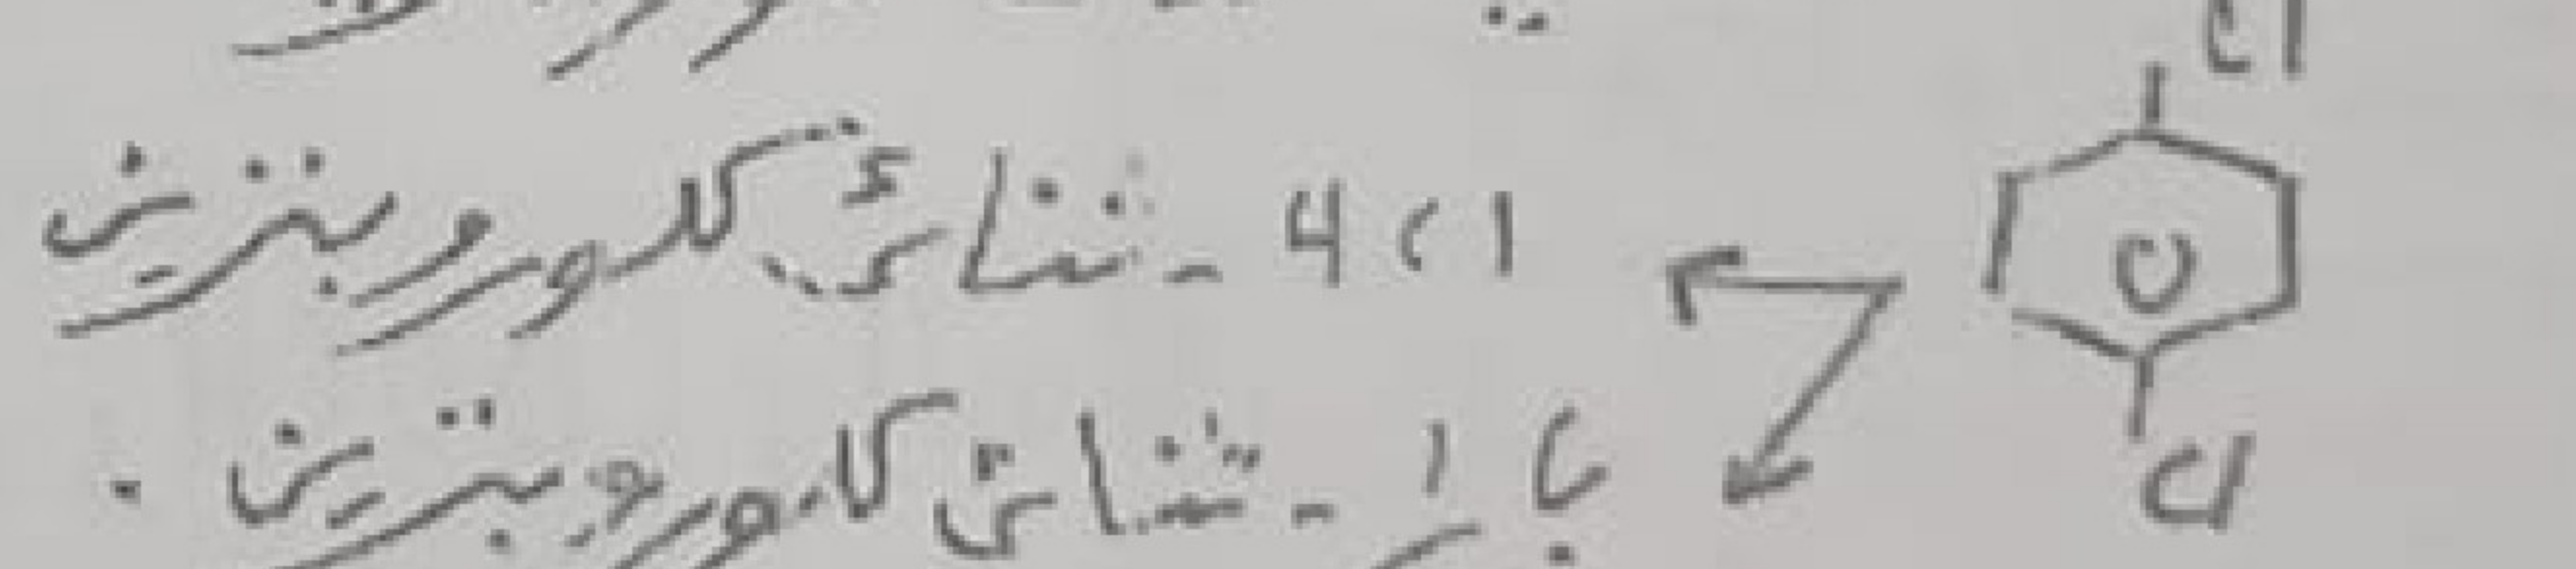 Cl
1 ، 4 - ثنائي كلوروبنزين
بارا - ثنائي كلوروبنزين .
Cl